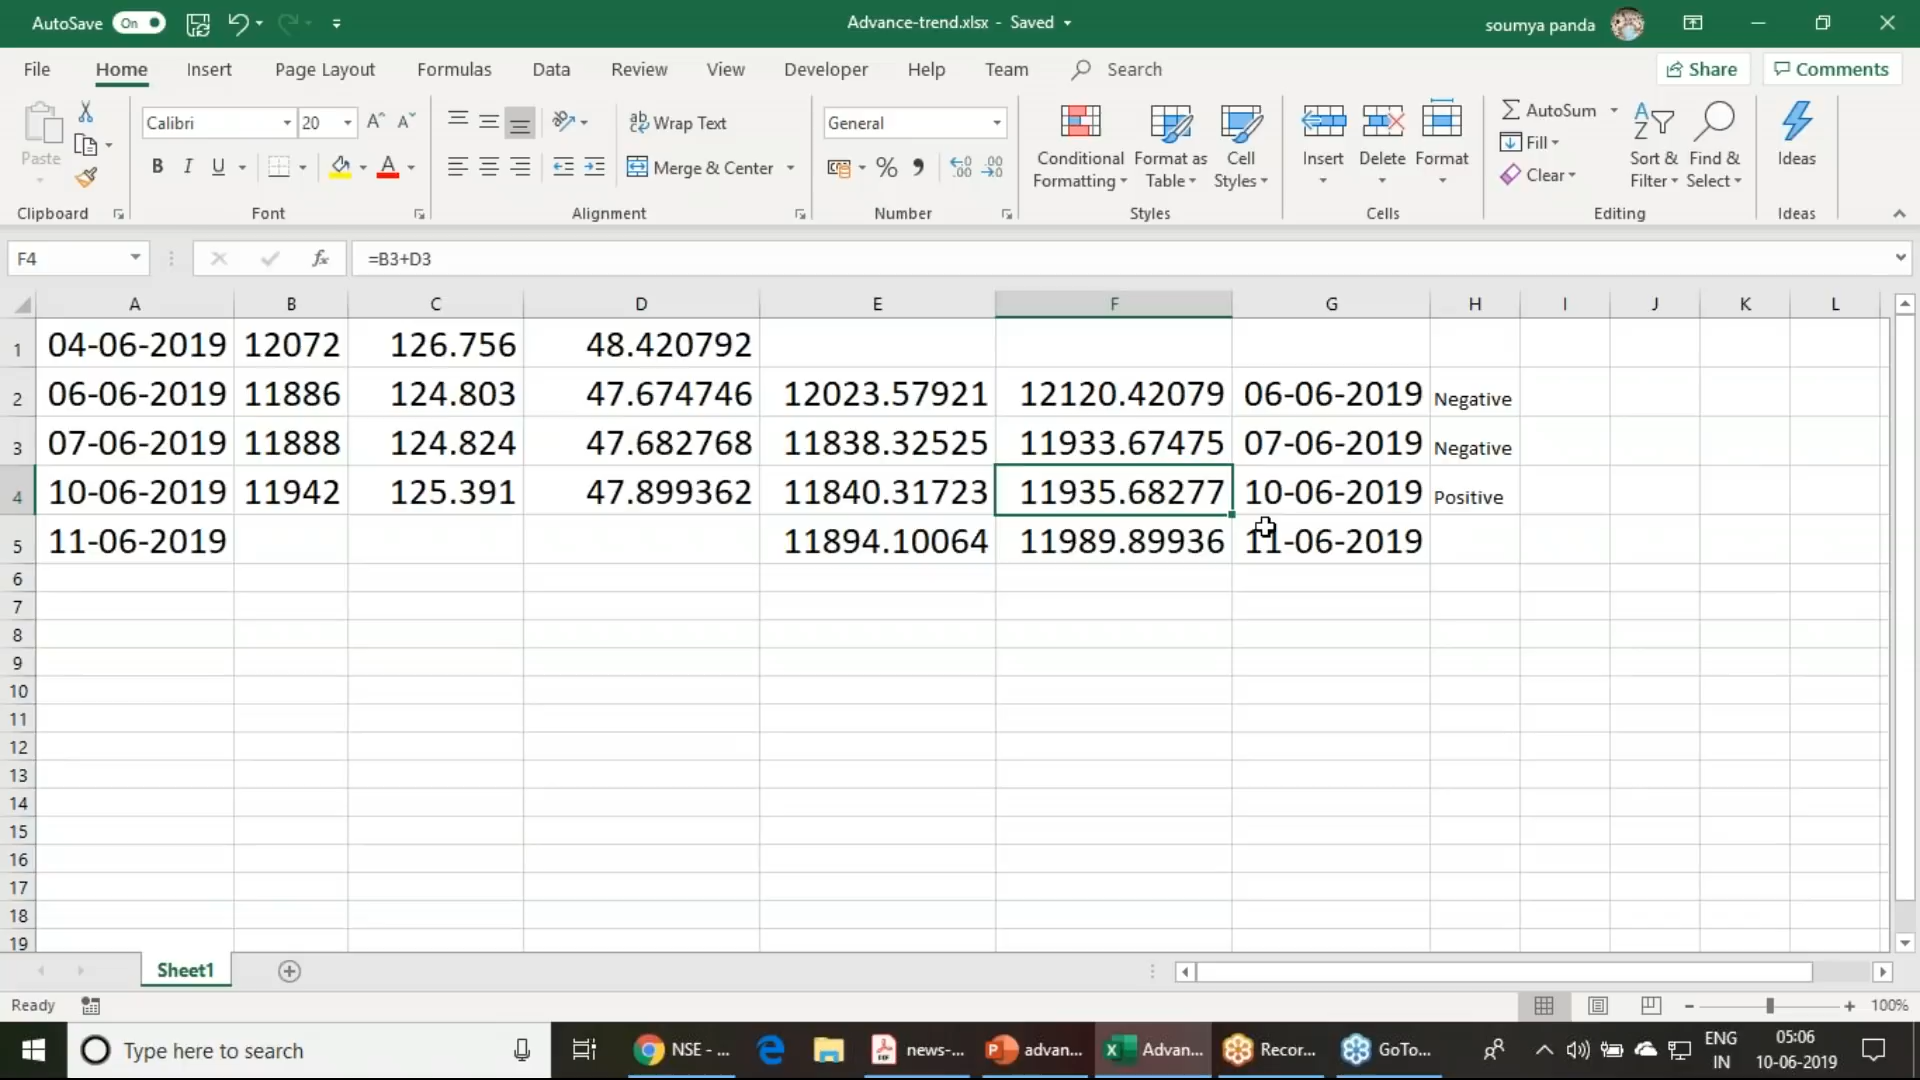 AutoSave On Advance-trend.xlsx - Saved soumya panda
File Home Insert Page Layout Formulas Data Review View Developer Help Team Search Share Comments
Paste
Calibri 20
B I U A
Wrap Text
Merge & Center
General
Conditional Formatting
Format as Table
Cell Styles
Insert Delete Format
AutoSum
Fill
Clear
Sort & Filter
Find & Select
Ideas
Clipboard Font Alignment Number Styles Cells Editing Ideas
F4 fx =B3+D3
A B C D E F G H I J K L
1 04-06-2019 12072 126.756 48.420792
2 06-06-2019 11886 124.803 47.674746 12023.57921 12120.42079 06-06-2019 Negative
3 07-06-2019 11888 124.824 47.682768 11838.32525 11933.67475 07-06-2019 Negative
4 10-06-2019 11942 125.391 47.899362 11840.31723 11935.68277 10-06-2019 Positive
5 11-06-2019 11894.10064 11989.89936 11-06-2019
6
7
8
9
10
11
12
13
14
15
16
17
18
19
Sheet1
Ready 100%
Type here to search NSE - ... news-... advan... Advan... Recor... GoTo... ENG IN 05:06 10-06-2019